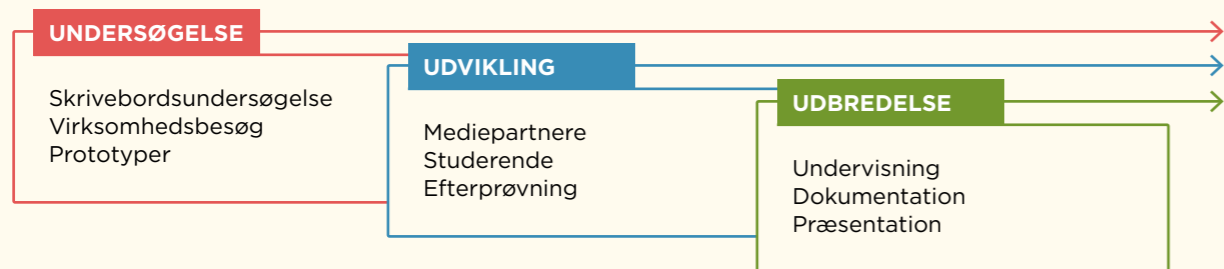 UNDERSØGELSE
Skrivebordsundersøgelse
Virksomhedsbesøg
Prototyper
UDVIKLING
Mediepartnere
Studerende
Efterprøvning
UDBREDELSE
Undervisning
Dokumentation
Præsentation